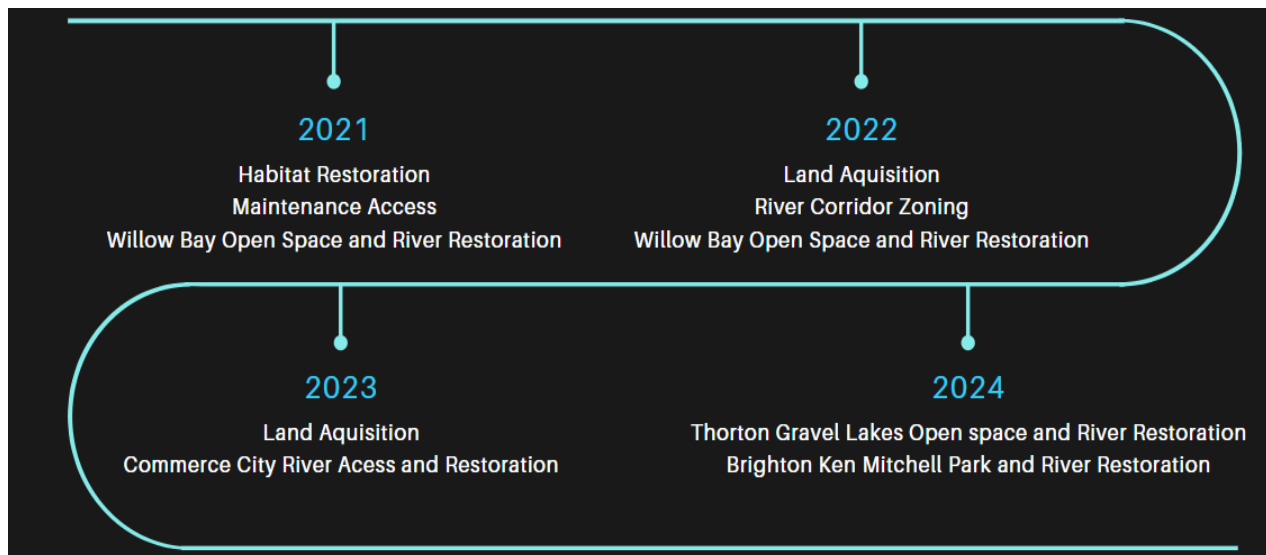 2021
Habitat Restoration
Maintenance Access
Willow Bay Open Space and River Restoration
2022
Land Aquisition
River Corridor Zoning
Willow Bay Open Space and River Restoration
2023
Land Aquisition
Commerce City River Acess and Restoration
2024
Thorton Gravel Lakes Open space and River Restoration
Brighton Ken Mitchell Park and River Restoration